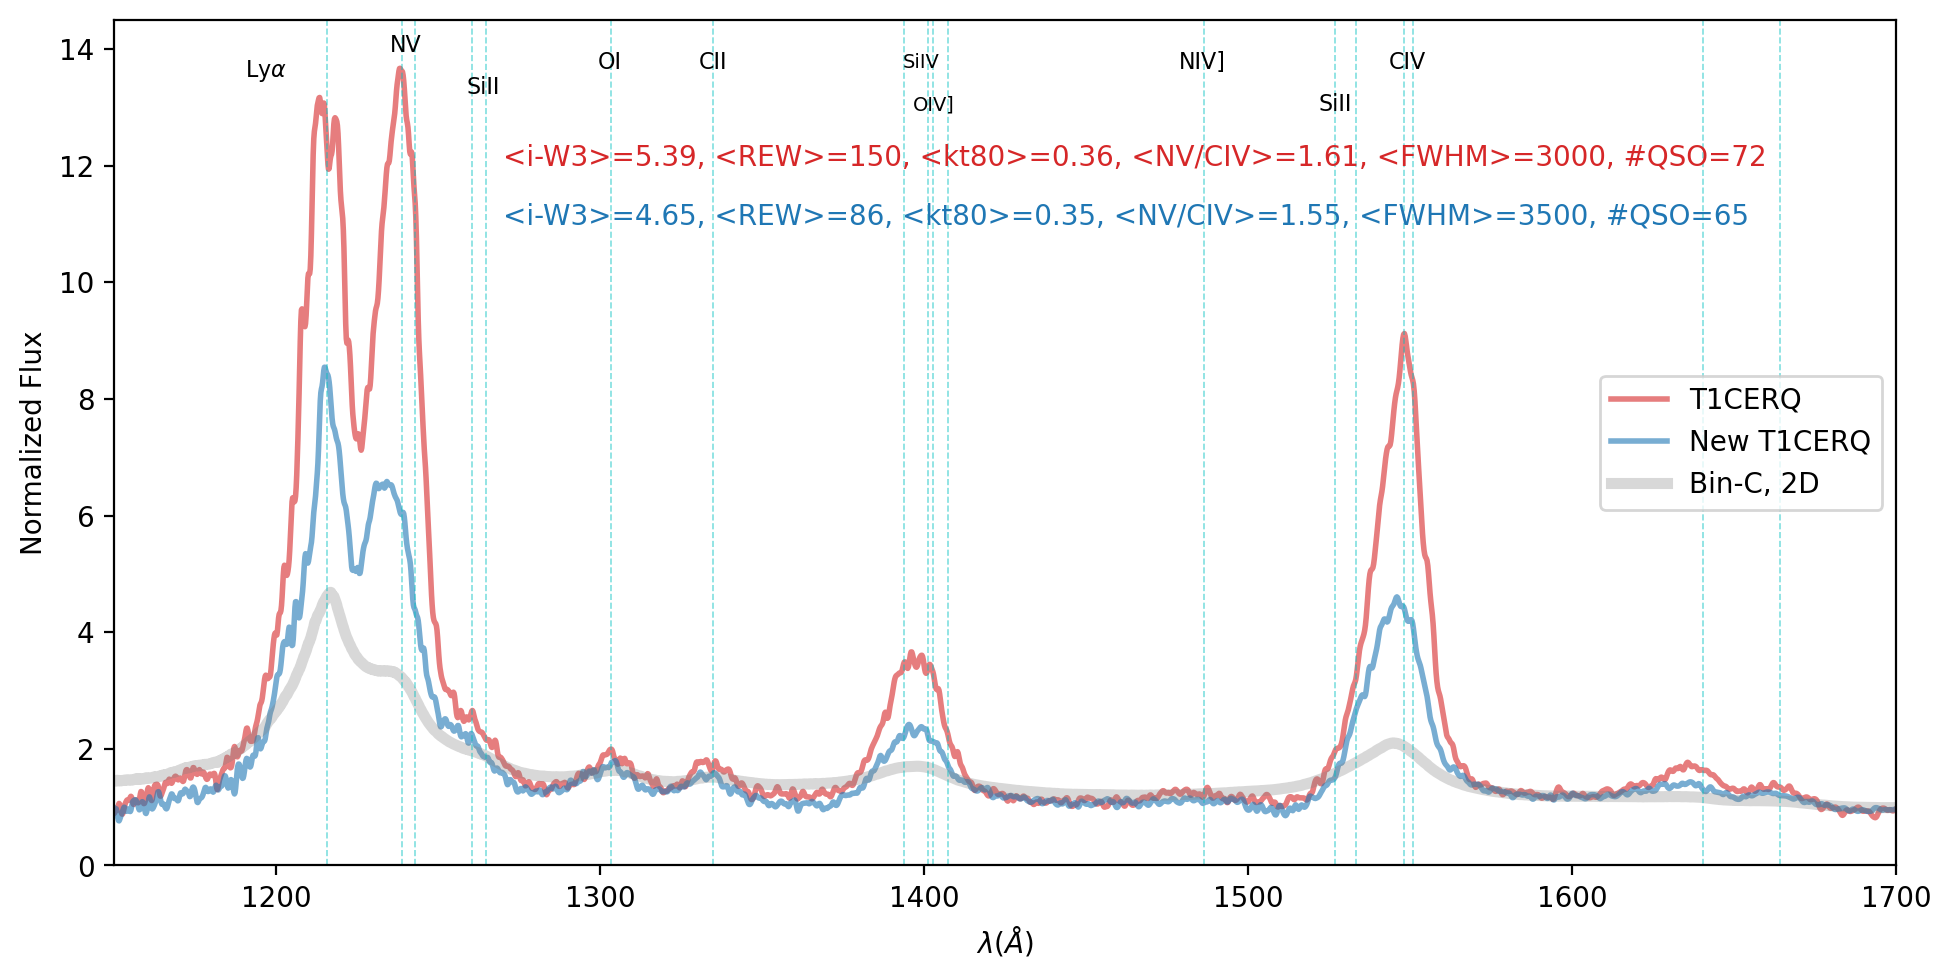 NV
Lyα
SiII
OI
CII
SiIV
OIV]
NIV]
SiII
CIV
<i-W3>=5.39, <REW>=150, <kt80>=0.36, <NV/CIV>=1.61, <FWHM>=3000, #QSO=72
<i-W3>=4.65, <REW>=86, <kt80>=0.35, <NV/CIV>=1.55, <FWHM>=3500, #QSO=65
T1CERQ
New T1CERQ
Bin-C, 2D
Normalized Flux
14
12
10
8
6
4
2
0
1200 1300 1400 1500 1600 1700
λ(Å)